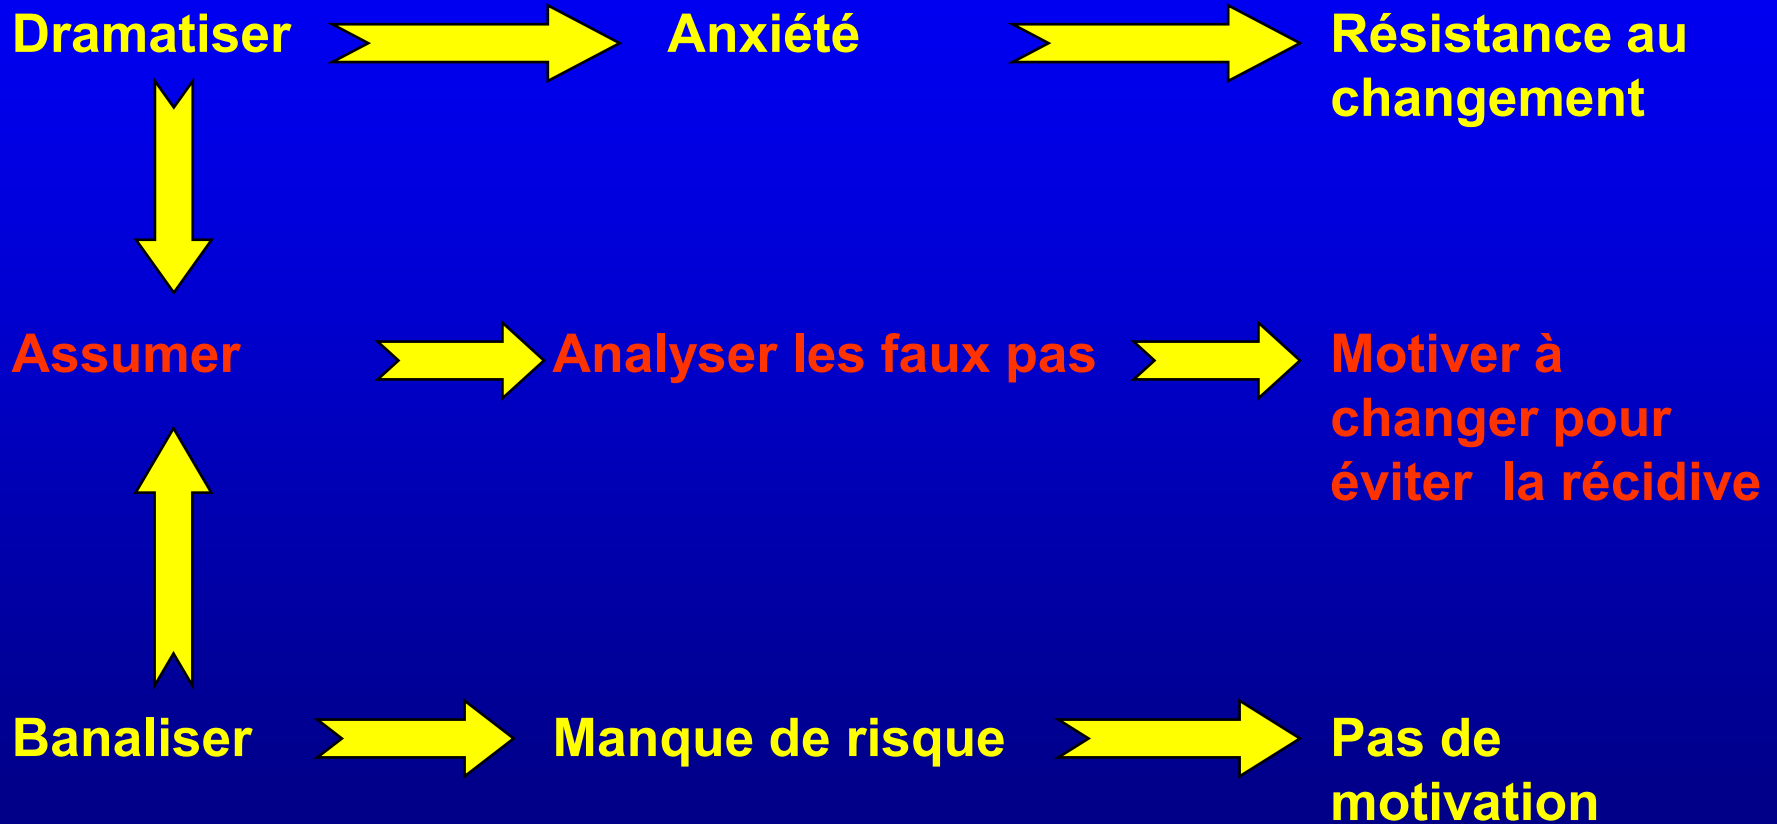 Dramatiser
Anxiété
Résistance au
changement
Assumer
Analyser les faux pas
Motiver à
changer pour
éviter  la récidive
Banaliser
Manque de risque
Pas de
motivation